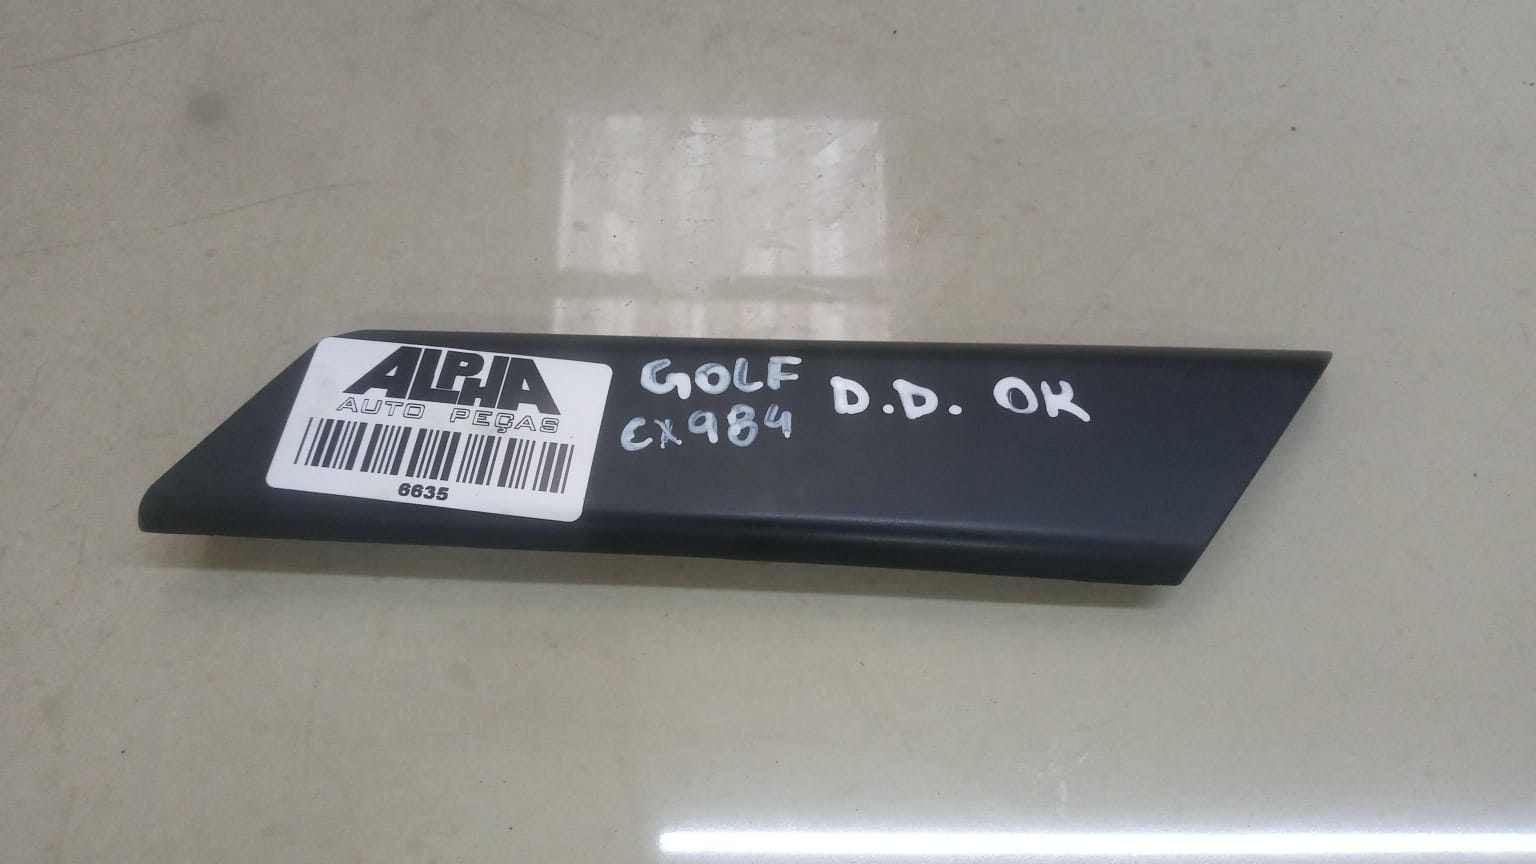 ALPHA
AUTO PEÇAS
6635
GOLF D.D. OK
CX984